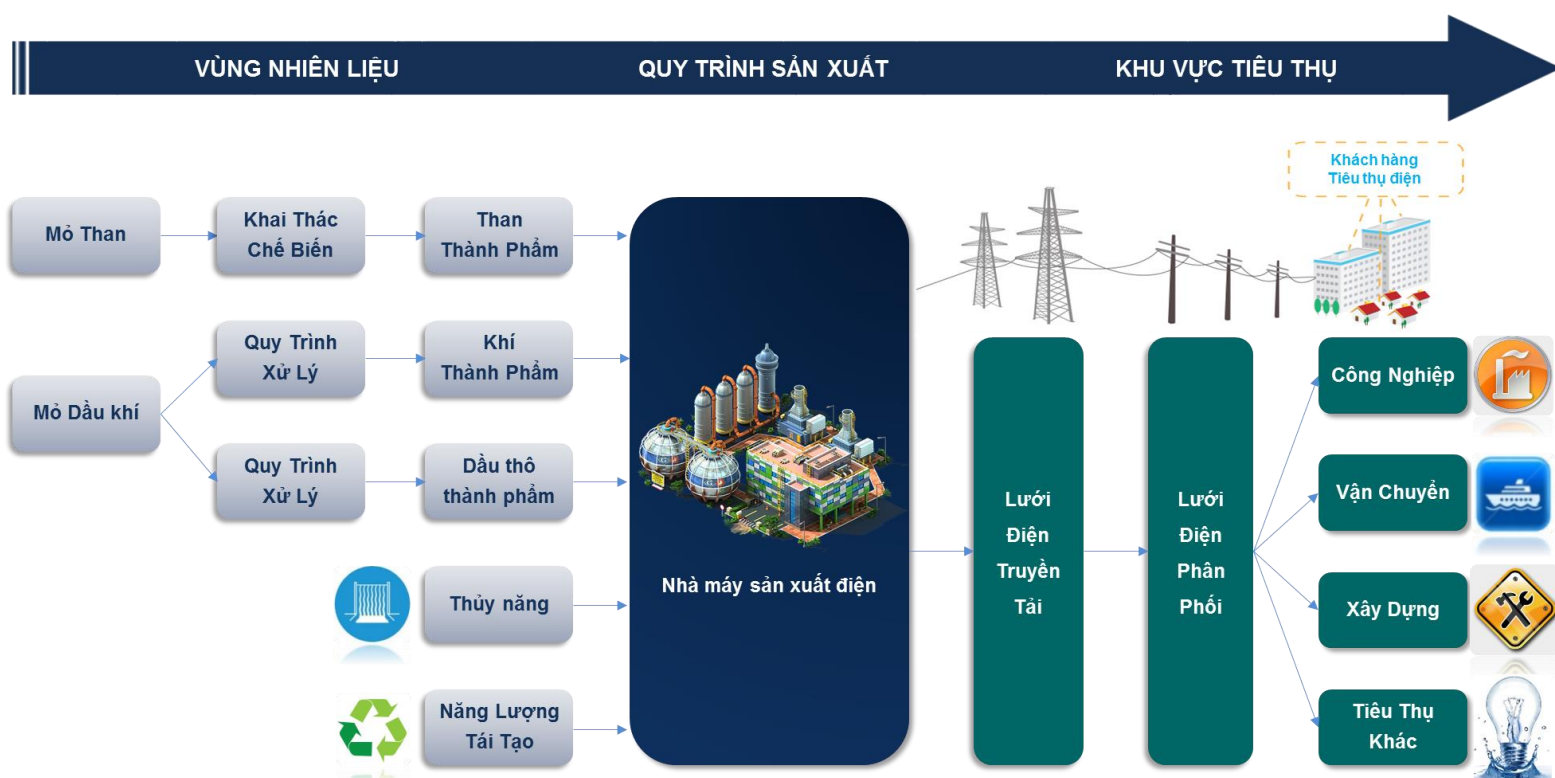 VÙNG NHIÊN LIỆU
QUY TRÌNH SẢN XUẤT
KHU VỰC TIÊU THỤ
Khách hàng
Tiêu thụ điện
Mỏ Than
Khai Thác
Chế Biến
Than
Thành Phẩm
Mỏ Dầu khí
Quy Trình
Xử Lý
Khí
Thành Phẩm
Quy Trình
Xử Lý
Dầu thô
thành phẩm
Thủy năng
Năng Lượng
Tái Tạo
Nhà máy sản xuất điện
Lưới
Điện
Truyền
Tải
Lưới
Điện
Phân
Phối
Công Nghiệp
Vận Chuyển
Xây Dựng
Tiêu Thụ
Khác